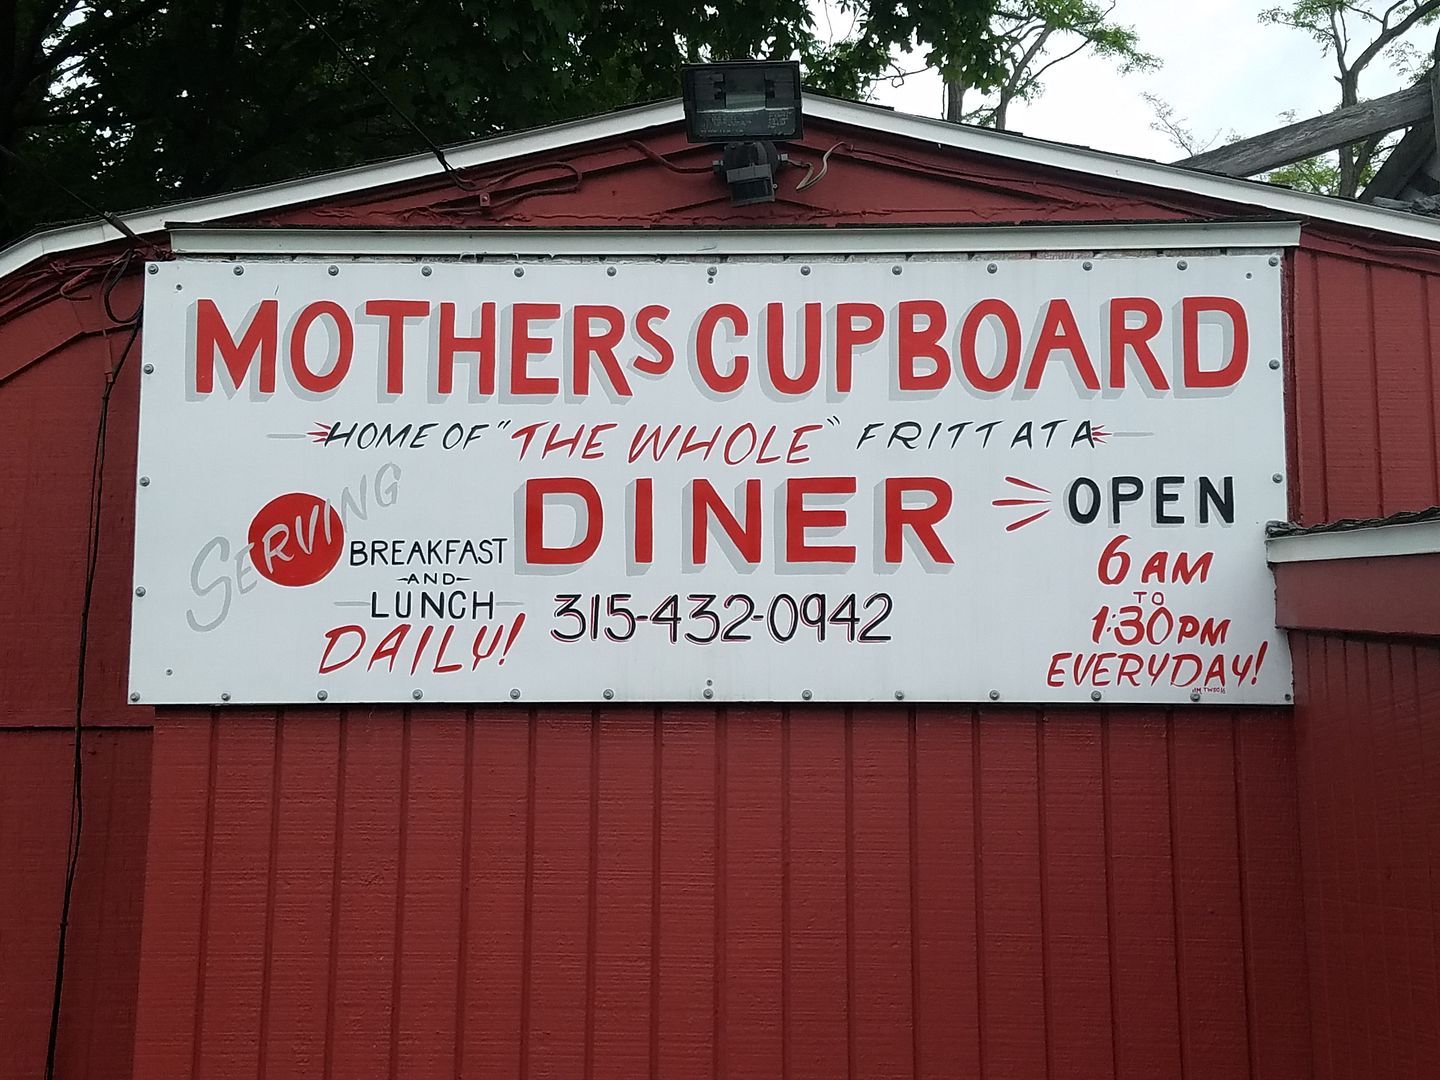 MOTHERS CUPBOARD
HOME OF "THE WHOLE" FRITTATA
SERVING
BREAKFAST
-AND-
LUNCH
DAILY!
DINER
315-432-0942
OPEN
6 AM
TO
1:30 PM
EVERYDAY!